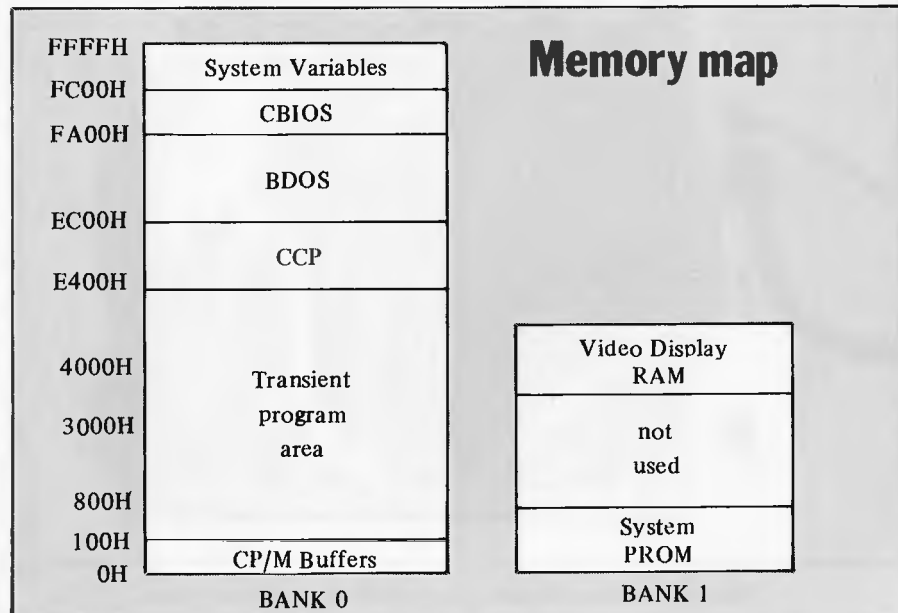 Memory map
FFFFH
System Variables
FC00H
CBIOS
FA00H
BDOS
EC00H
CCP
E400H
4000H
Transient
program
area
3000H
800H
100H
CP/M Buffers
0H
BANK 0
Video Display
RAM
not
used
System
PROM
BANK 1